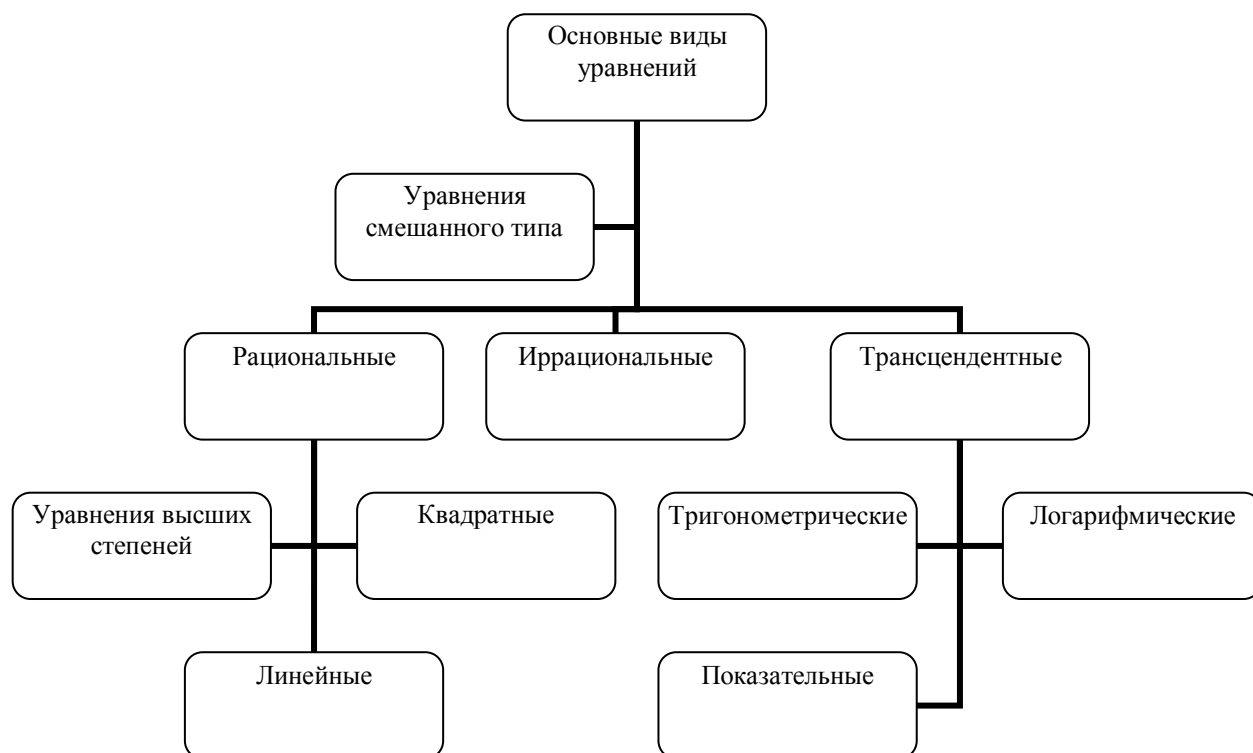 Основные виды
уравнений
Уравнения
смешанного типа
Рациональные
Иррациональные
Трансцендентные
Уравнения высших
степеней
Квадратные
Тригонометрические
Логарифмические
Линейные
Показательные